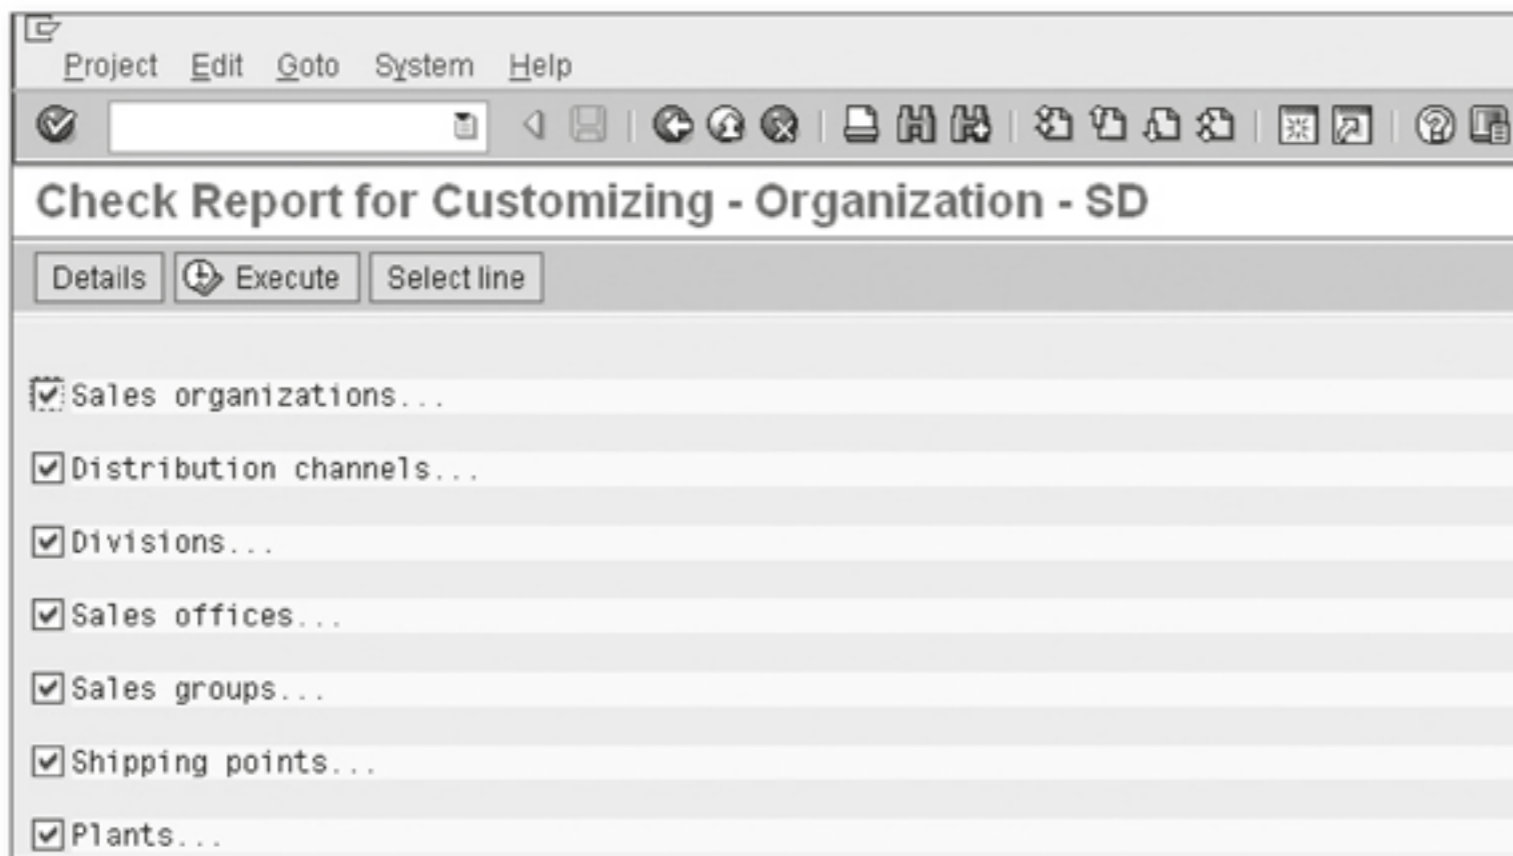 Project Edit Goto System Help
Check Report for Customizing - Organization - SD
Details Execute Select line
Sales organizations...
Distribution channels...
Divisions...
Sales offices...
Sales groups...
Shipping points...
Plants...